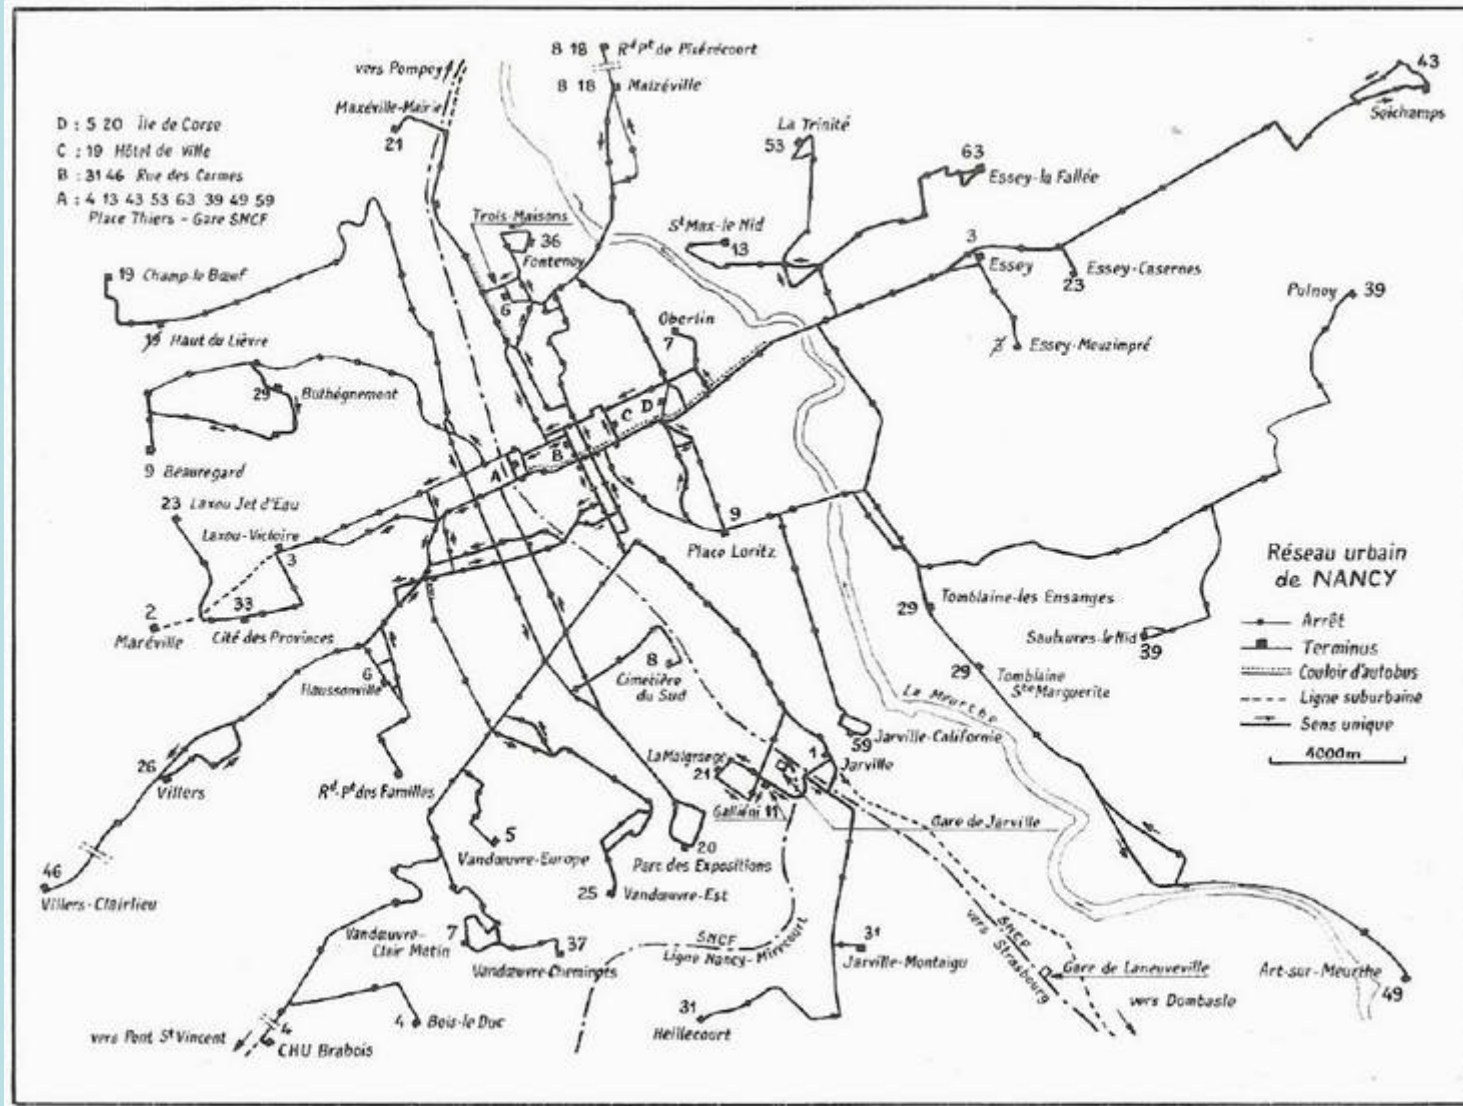 8 18 Rd Pt de Pixérécourt
vers Pompey
8 18 Malzéville
Maxéville-Mairie
21
43
Seichamps
D : 5 20 Île de Corse
C : 19 Hôtel de Ville
B : 31 46 Rue des Carmes
A : 4 13 43 53 63 39 49 59
Place Thiers - Gare SNCF
La Trinité
53
63
Essey-la Fallée
Trois-Maisons
36
Fontenoy
St Max-le Nid
13
3
Essey
Essey-Casernes
23
19 Champ-le Bœuf
6
Oberlin
7
Pulnoy 39
19 Haut du Lièvre
3 Essey-Mouzimpré
29
Buthégnement
C D
B
A
9 Beauregard
23 Laxou Jet d'Eau
Laxou-Victoire
3
9
Place Loritz
Réseau urbain
de NANCY
Arrêt
Terminus
Couloir d'autobus
Ligne suburbaine
Sens unique
4000m
2
Maréville
33
Cité des Provinces
29
Tomblaine-les Ensanges
Saulxures-le Nid
39
6
Haussonville
8
Cimetière
du Sud
29
Tomblaine
Ste Marguerite
La Meurthe
59
Jarville-Californie
26
Villers
Rd-Pt des Familles
La Malgrange
21
1
Jarville
Galliéni 11
Gare de Jarville
5
Vandœuvre-Europe
20
Parc des Expositions
25 Vandœuvre-Est
46
Villers-Clairlieu
Vandœuvre-
Clair Matin
7
37
Vandœuvre-Cheminots
SNCF
Ligne Nancy-Mirecourt
31
Jarville-Montaigu
SNCF
vers Strasbourg
Gare de Laneuveville
vers Dombasle
Art-sur-Meurthe
49
31
Heillecourt
4 Bois-le Duc
vers Pont St Vincent
4
CHU Brabois